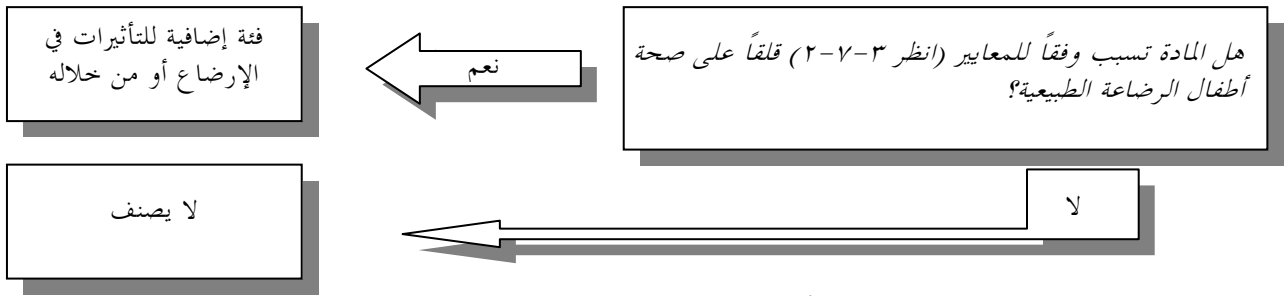 هل المادة تسبب وفقاً للمعايير (انظر ٣-٧-٢) قلقاً على صحة
أطفال الرضاعة الطبيعية؟
نعم
فئة إضافية للتأثيرات في
الإرضاع أو من خلاله
لا
لا يصنف